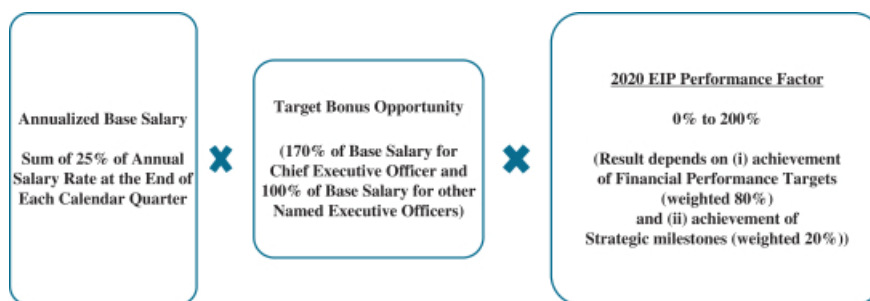 Annualized Base Salary
Sum of 25% of Annual
Salary Rate at the End of
Each Calendar Quarter
Target Bonus Opportunity
(170% of Base Salary for
Chief Executive Officer and
100% of Base Salary for other
Named Executive Officers)
2020 EIP Performance Factor
0% to 200%
(Result depends on (i) achievement
of Financial Performance Targets
(weighted 80%)
and (ii) achievement of
Strategic milestones (weighted 20%))